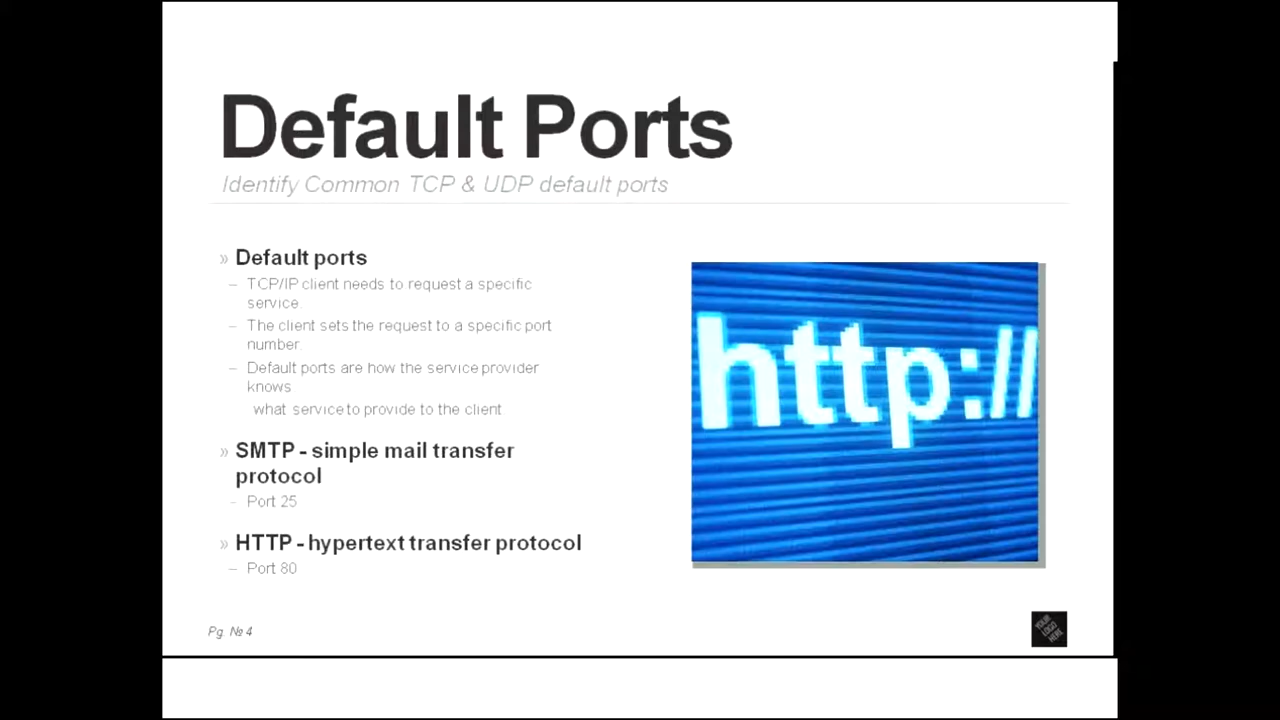 Default Ports
Identify Common TCP & UDP default ports
» Default ports
– TCP/IP client needs to request a specific
service.
– The client sets the request to a specific port
number.
– Default ports are how the service provider
knows
what service to provide to the client
» SMTP - simple mail transfer
protocol
– Port 25
» HTTP - hypertext transfer protocol
– Port 80
http://
Pg. № 4
YOUR
LOGO
HERE